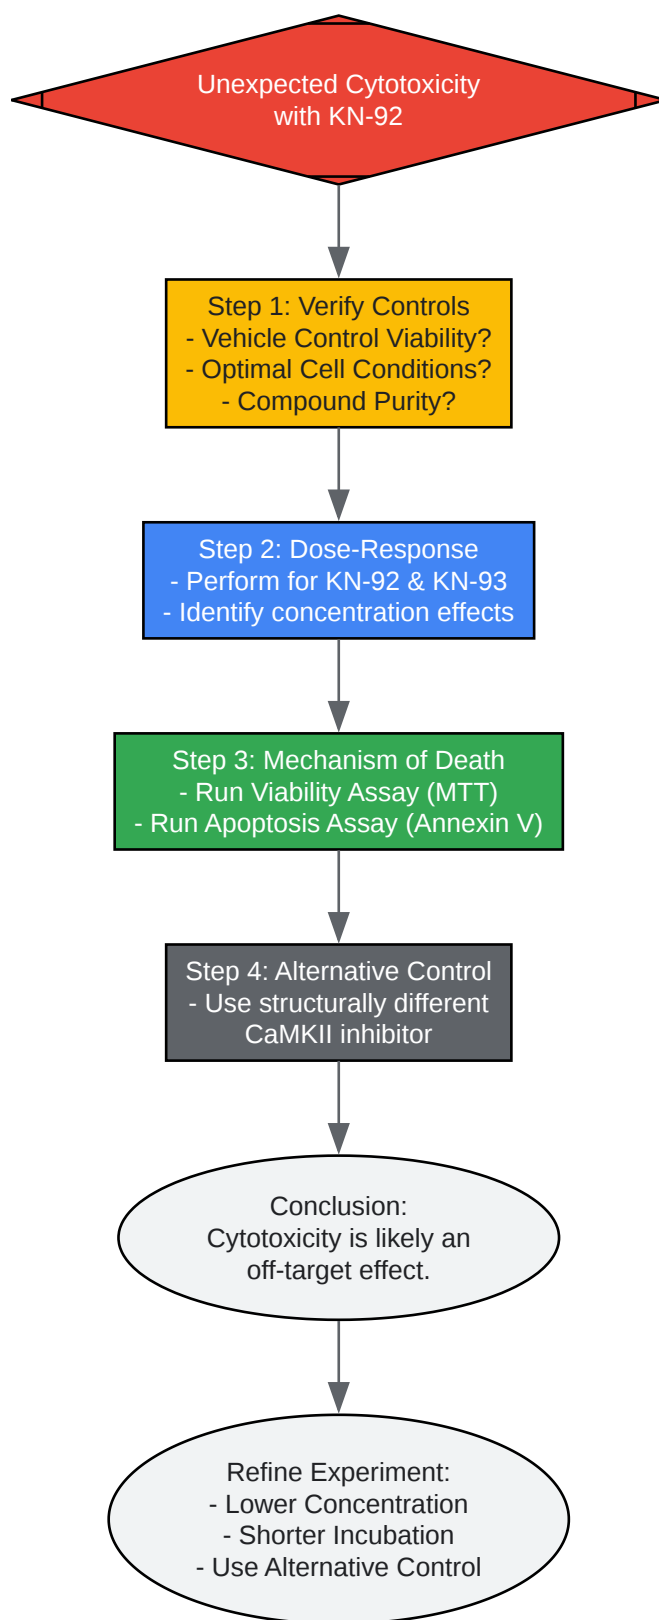 Unexpected Cytotoxicity
with KN-92
Step 1: Verify Controls
- Vehicle Control Viability?
- Optimal Cell Conditions?
- Compound Purity?
Step 2: Dose-Response
- Perform for KN-92 & KN-93
- Identify concentration effects
Step 3: Mechanism of Death
- Run Viability Assay (MTT)
- Run Apoptosis Assay (Annexin V)
Step 4: Alternative Control
- Use structurally different
CaMKII inhibitor
Conclusion:
Cytotoxicity is likely an
off-target effect.
Refine Experiment:
- Lower Concentration
- Shorter Incubation
- Use Alternative Control